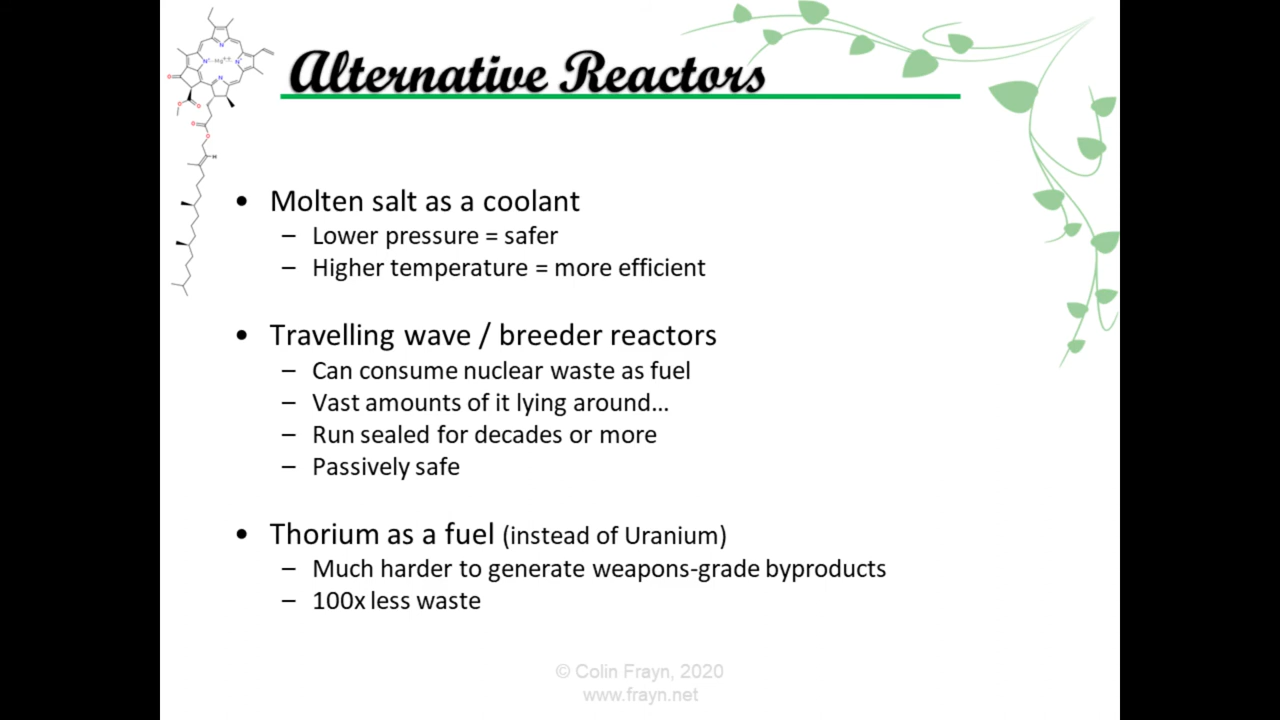 Alternative Reactors
• Molten salt as a coolant
– Lower pressure = safer
– Higher temperature = more efficient
• Travelling wave / breeder reactors
– Can consume nuclear waste as fuel
– Vast amounts of it lying around...
– Run sealed for decades or more
– Passively safe
• Thorium as a fuel (instead of Uranium)
– Much harder to generate weapons-grade byproducts
– 100x less waste
© Colin Frayn, 2020
www.frayn.net